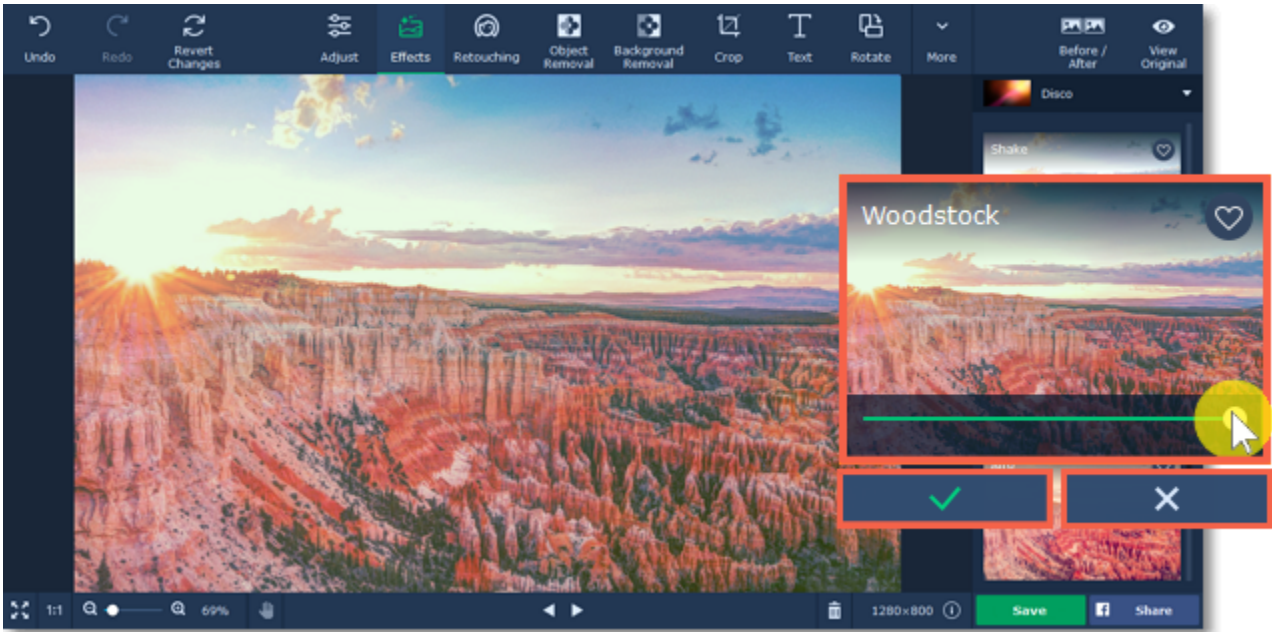 Undo
Redo
Revert
Changes
Adjust
Effects
Retouching
Object
Removal
Background
Removal
Crop
Text
Rotate
More
Before /
After
View
Original
Disco
Shake
Woodstock
1:1
69%
1280×800
Save
Share